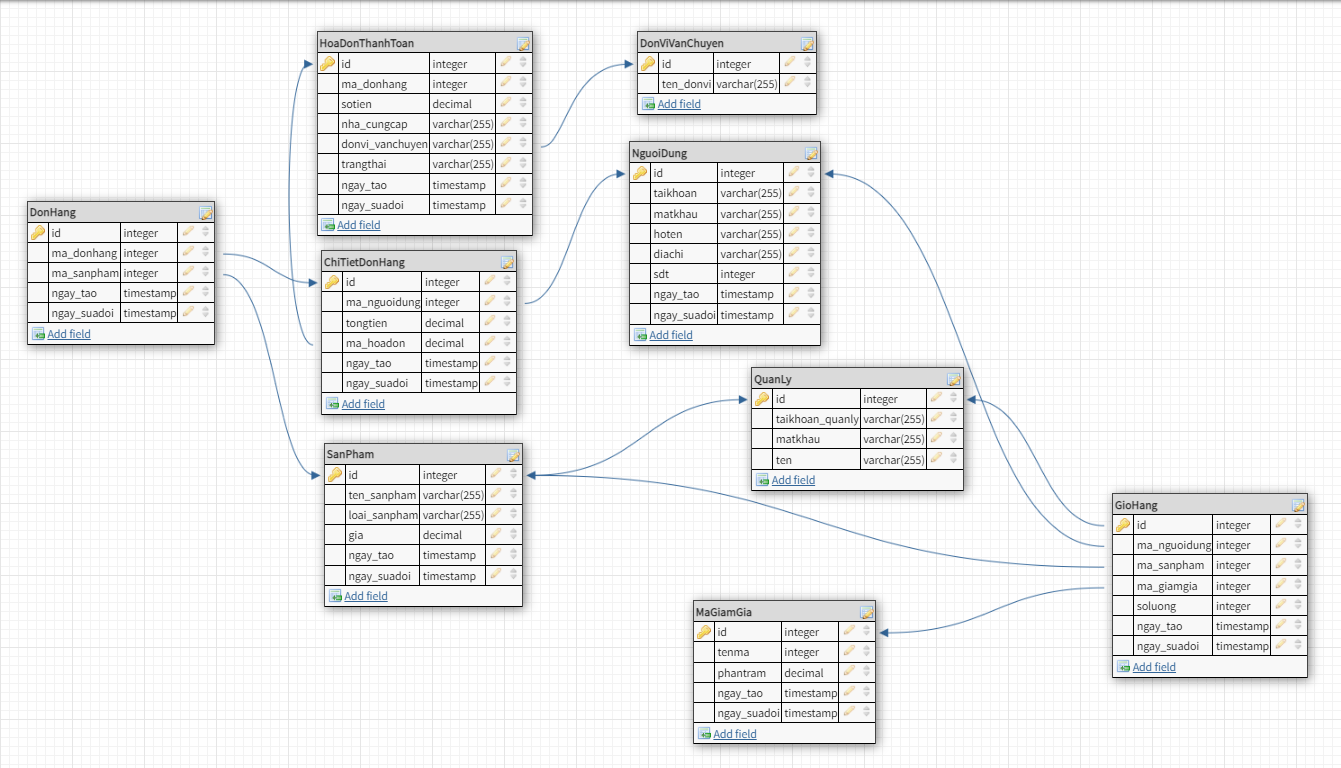 HoaDonThanhToan
id integer
ma_donhang integer
sotien decimal
nha_cungcap varchar(255)
donvi_vanchuyen varchar(255)
trangthai varchar(255)
ngay_tao timestamp
ngay_suadoi timestamp
Add field
DonViVanChuyen
id integer
ten_donvi varchar(255)
Add field
NguoiDung
id integer
taikhoan varchar(255)
matkhau varchar(255)
hoten varchar(255)
diachi varchar(255)
sdt integer
ngay_tao timestamp
ngay_suadoi timestamp
Add field
DonHang
id integer
ma_donhang integer
ma_sanpham integer
ngay_tao timestamp
ngay_suadoi timestamp
Add field
ChiTietDonHang
id integer
ma_nguoidung integer
tongtien decimal
ma_hoadon decimal
ngay_tao timestamp
ngay_suadoi timestamp
Add field
QuanLy
id integer
taikhoan_quanly varchar(255)
matkhau varchar(255)
ten varchar(255)
Add field
SanPham
id integer
ten_sanpham varchar(255)
loai_sanpham varchar(255)
gia decimal
ngay_tao timestamp
ngay_suadoi timestamp
Add field
GioHang
id integer
ma_nguoidung integer
ma_sanpham integer
ma_giamgia integer
soluong integer
ngay_tao timestamp
ngay_suadoi timestamp
Add field
MaGiamGia
id integer
tenma integer
phantram decimal
ngay_tao timestamp
ngay_suadoi timestamp
Add field